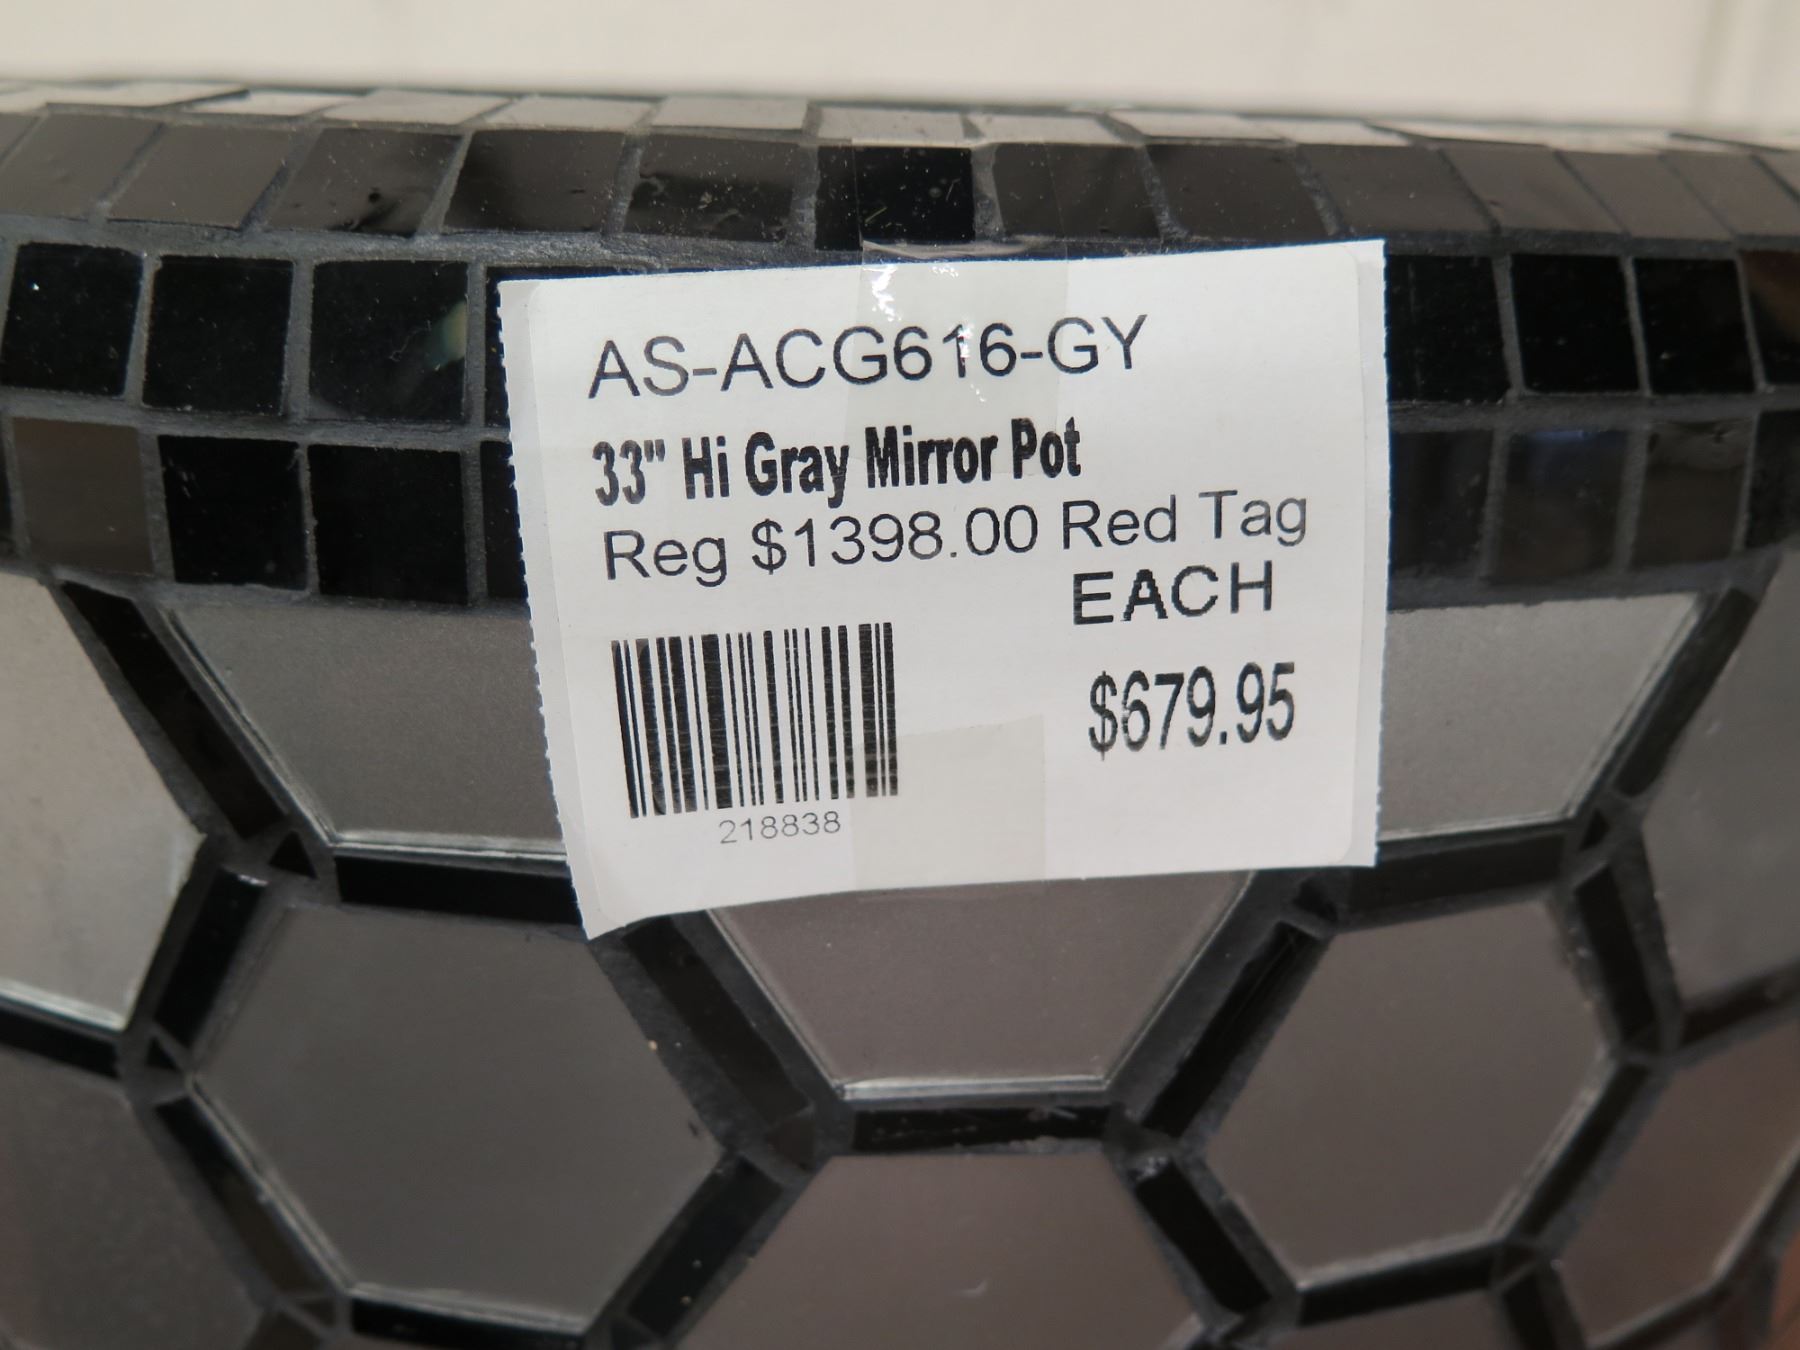 AS-ACG616-GY
33" Hi Gray Mirror Pot
Reg $1398.00 Red Tag
EACH
$679.95
218838